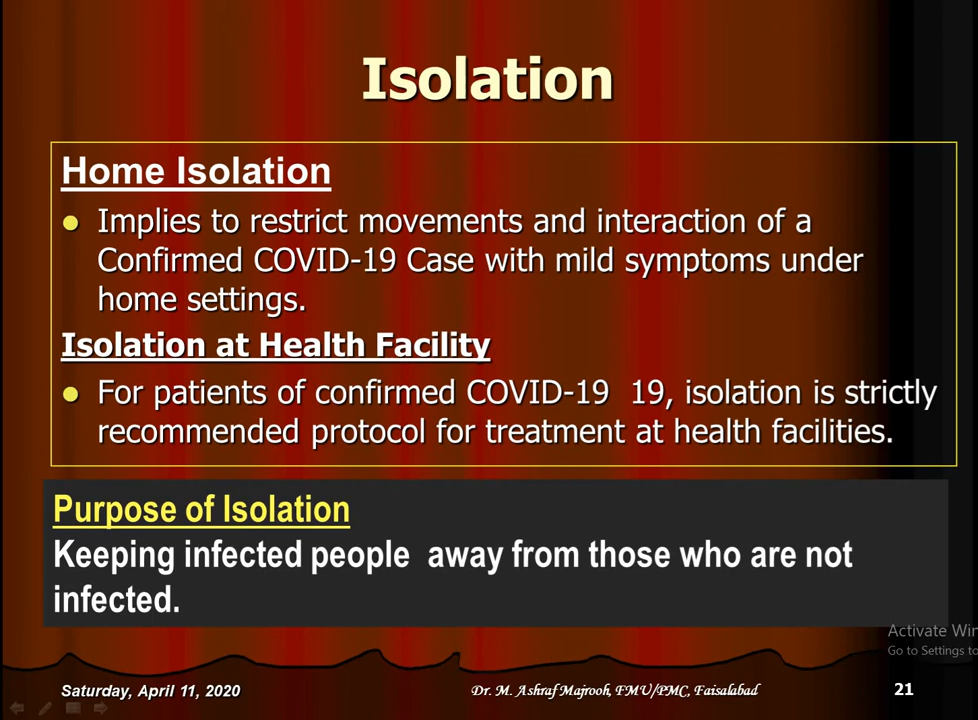 Isolation
Home Isolation
Implies to restrict movements and interaction of a
Confirmed COVID-19 Case with mild symptoms under
home settings.
Isolation at Health Facility
For patients of confirmed COVID-19 19, isolation is strictly
recommended protocol for treatment at health facilities.
Purpose of Isolation
Keeping infected people away from those who are not
infected.
Activate Win
Go to Settings to
Saturday, April 11, 2020
Dr. M. Ashraf Majrooh, FMU/PMC, Faisalabad
21